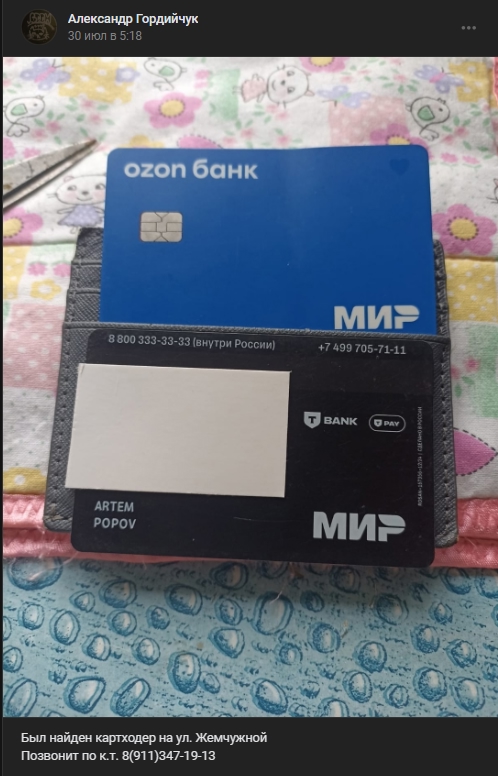 Александр Гордийчук
30 июл в 5:18
ozon банк
МИР
8 800 333-33-33 (внутри России)
+7 499 705-71-11
T BANK
T PAY
ARTEM
POPOV
МИР
Был найден картходер на ул. Жемчужной
Позвонит по к.т. 8(911)347-19-13